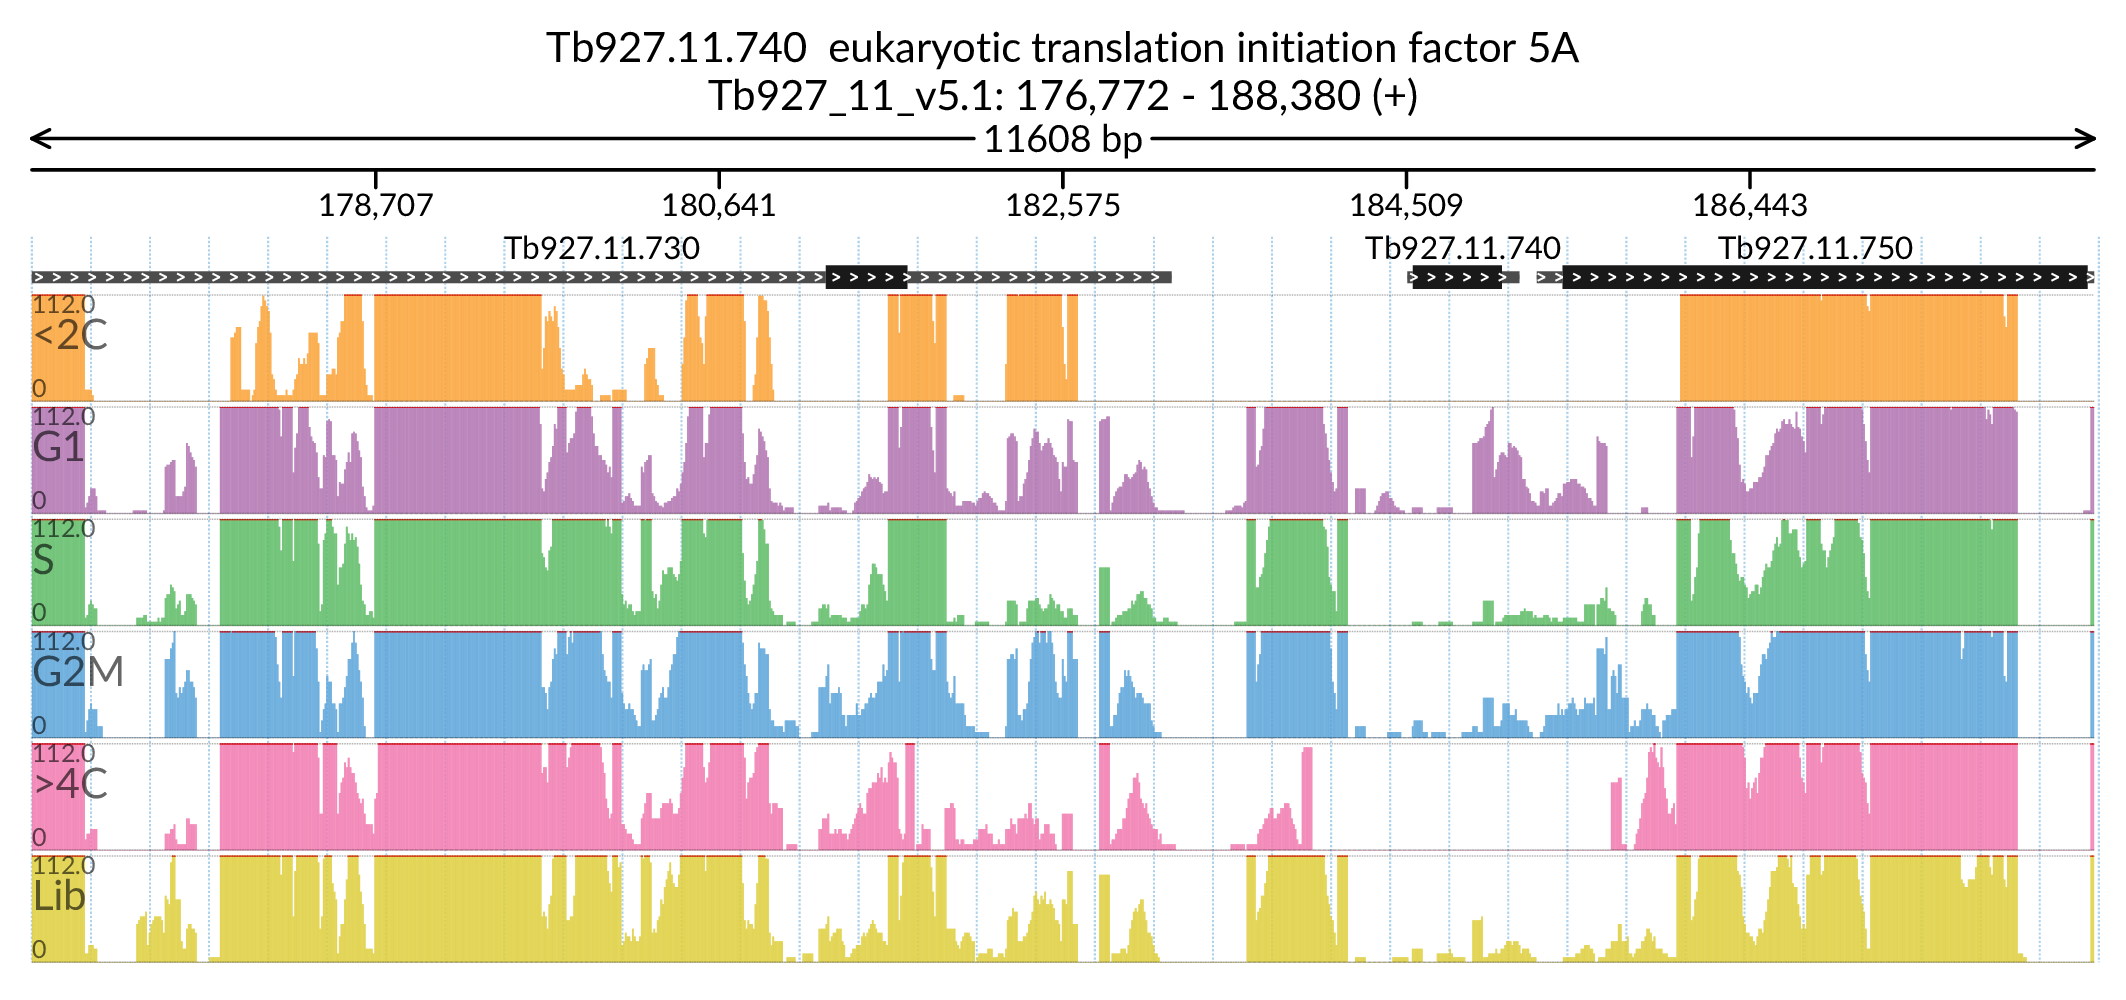 Tb927.11.740  eukaryotic translation initiation factor 5A
Tb927_11_v5.1: 176,772 - 188,380 (+)
11608 bp
178,707 180,641 182,575 184,509 186,443
Tb927.11.730 Tb927.11.740 Tb927.11.750
112.0
<2C
0
112.0
G1
0
112.0
S
0
112.0
G2M
0
112.0
>4C
0
112.0
Lib
0